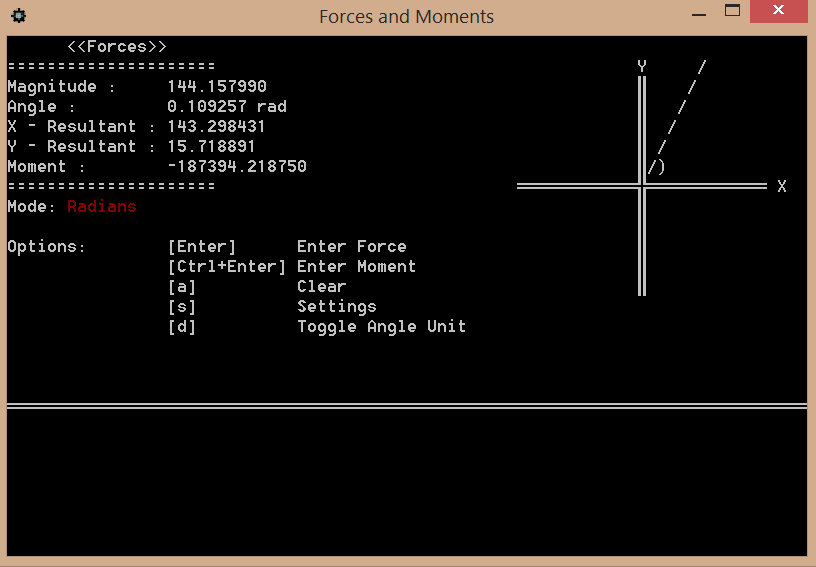 Forces and Moments
<<Forces>>
---------------------
Magnitude : 144.157990
Angle : 0.109257 rad
X - Resultant : 143.298431
Y - Resultant : 15.718891
Moment : -187394.218750
---------------------
Mode: Radians
Options: [Enter] Enter Force
[Ctrl+Enter] Enter Moment
[a] Clear
[s] Settings
[d] Toggle Angle Unit
Y /
/
/
/
/
/)
X